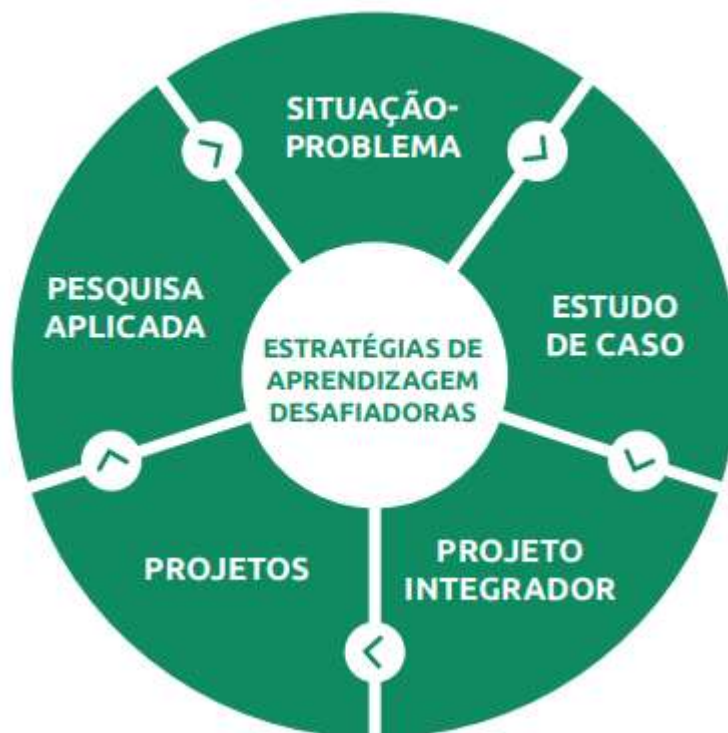 SITUAÇÃO-
PROBLEMA
ESTUDO
DE CASO
PROJETO
INTEGRADOR
PROJETOS
PESQUISA
APLICADA
ESTRATÉGIAS DE
APRENDIZAGEM
DESAFIADORAS